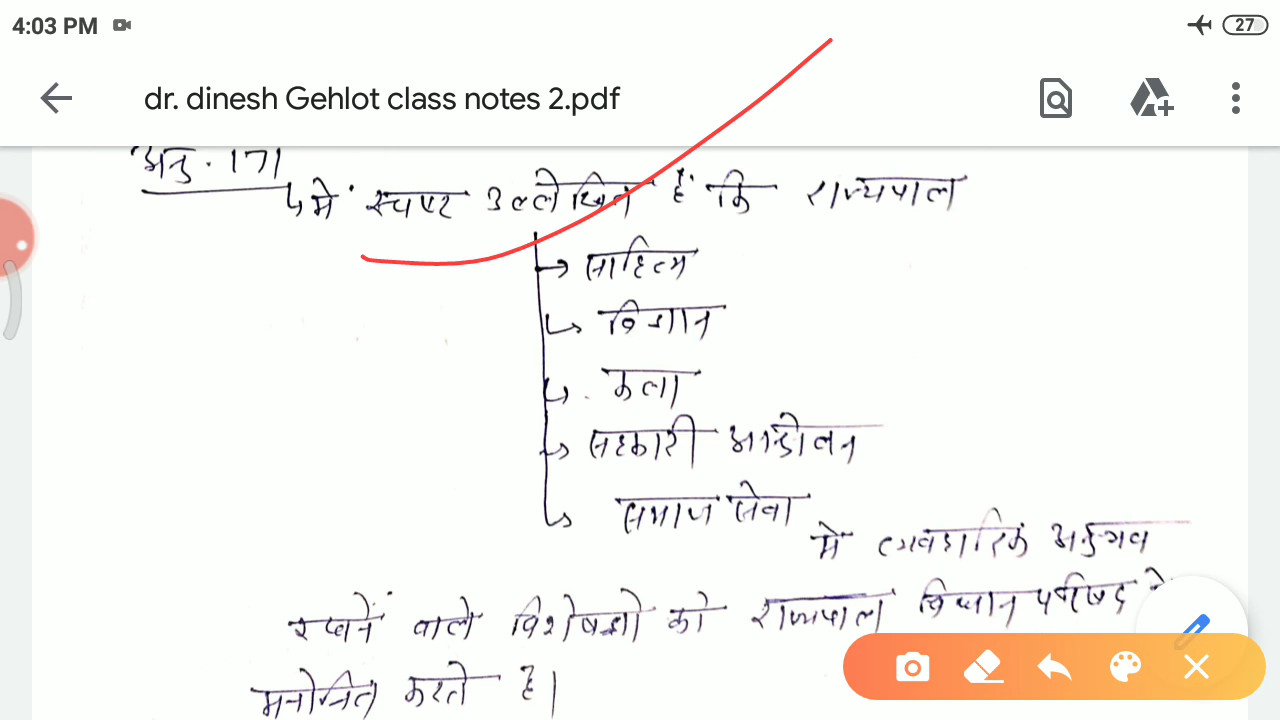 4:03 PM 27
dr. dinesh Gehlot class notes 2.pdf
अनु. 171
में स्पष्ट उल्लेखित हैं कि राज्यपाल
साहित्य
विज्ञान
कला
सहकारी आन्दोलन
समाज सेवा
में व्यवहारिक अनुभव
रखनें वाले विशेषज्ञो को राज्यपाल विधान परिषद में
मनोनित करते है।